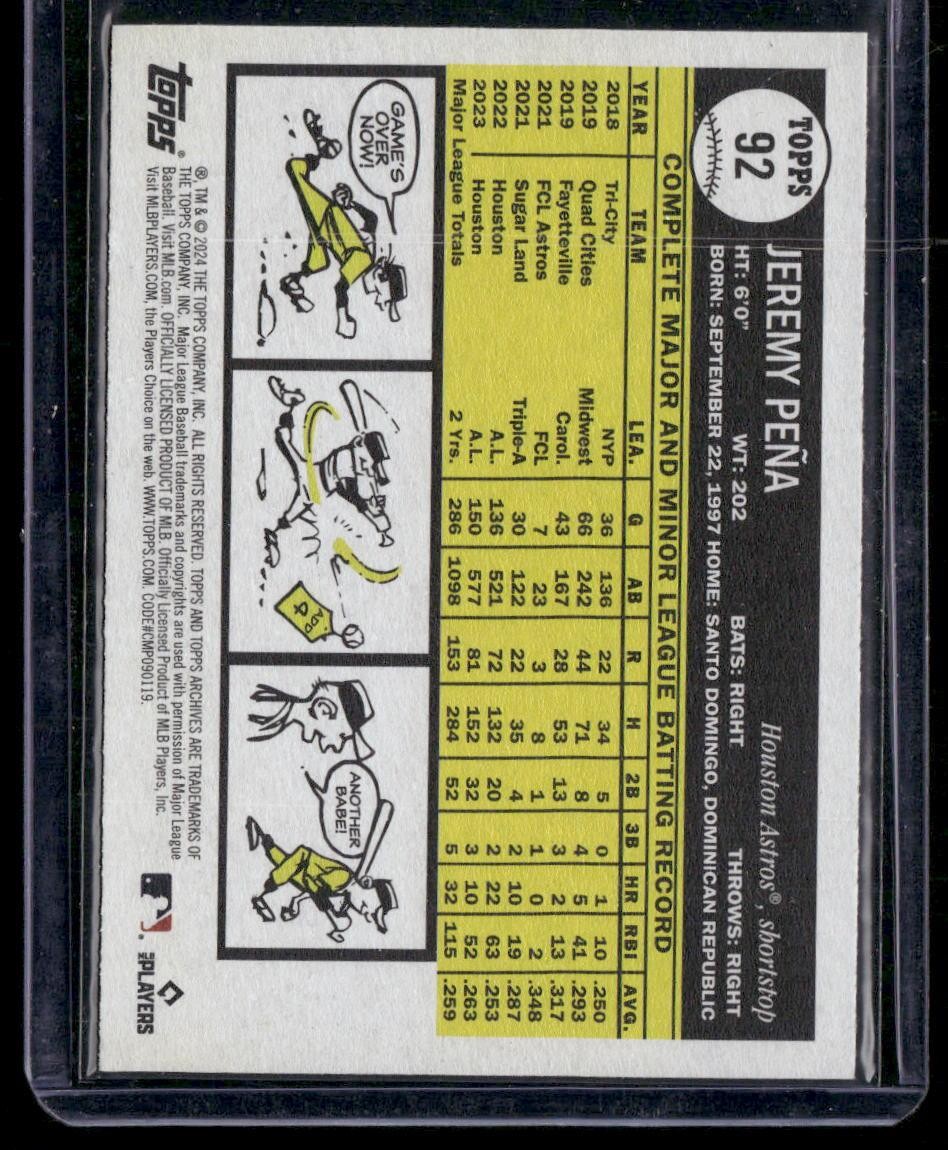 TOPPS
92
JEREMY PEÑA
Houston Astros®, shortstop
HT: 6'0" WT: 202 BATS: RIGHT THROWS: RIGHT
BORN: SEPTEMBER 22, 1997 HOME: SANTO DOMINGO, DOMINICAN REPUBLIC
COMPLETE MAJOR AND MINOR LEAGUE BATTING RECORD
YEAR TEAM LEA. G AB R H 2B 3B HR RBI AVG.
2018 Tri-City NYP 36 136 22 34 5 0 1 10 .250
2019 Quad Cities Midwest 66 242 44 71 8 4 5 41 .293
2019 Fayetteville Carol. 43 167 28 53 13 3 2 13 .317
2021 FCL Astros FCL 7 23 3 8 1 1 0 2 .348
2021 Sugar Land Triple-A 30 122 22 35 4 2 10 19 .287
2022 Houston A.L. 136 521 72 132 20 2 22 63 .253
2023 Houston A.L. 150 577 81 152 32 3 10 52 .263
Major League Totals 2 Yrs. 286 1098 153 284 52 5 32 115 .259
GAME'S
OVER
NOW!
ADD
4
ANOTHER
BABE!
topps®
® , TM & © 2024 THE TOPPS COMPANY, INC. ALL RIGHTS RESERVED. TOPPS AND TOPPS ARCHIVES ARE TRADEMARKS OF
THE TOPPS COMPANY, INC. Major League Baseball trademarks and copyrights are used with permission of Major League
Baseball. Visit MLB.com. OFFICIALLY LICENSED PRODUCT OF MLB. Officially Licensed Product of MLB Players, Inc.
Visit MLBPLAYERS.COM, the Players Choice on the web. WWW.TOPPS.COM. CODE#CMP090119.
MLB PLAYERS